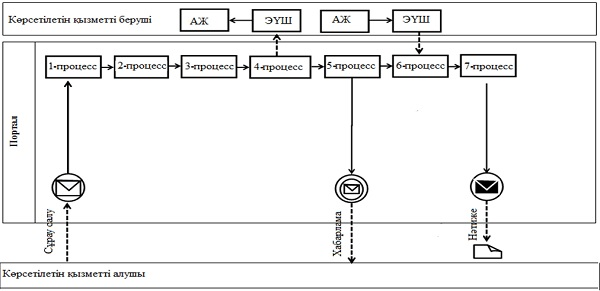 Көрсетілетін қызметті беруші
АЖ ЭҮШ АЖ ЭҮШ
Портал
1-процесс 2-процесс 3-процесс 4-процесс 5-процесс 6-процесс 7-процесс
Сұрау салу
Хабарлама
Нәтиже
Көрсетілетін қызметті алушы